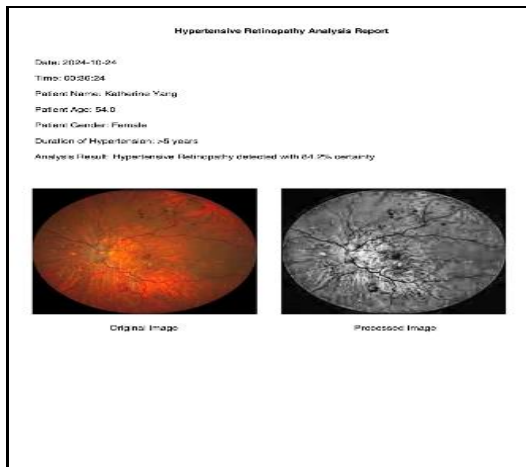 Hypertensive Retinopathy Analysis Report
Date: 2024-10-24
Time: 00:36:24
Patient Name: Katherine Yang
Patient Age: 54.0
Patient Gender: Female
Duration of Hypertension: >5 years
Analysis Result: Hypertensive Retinopathy detected with 84.2% certainty
Original Image
Processed Image